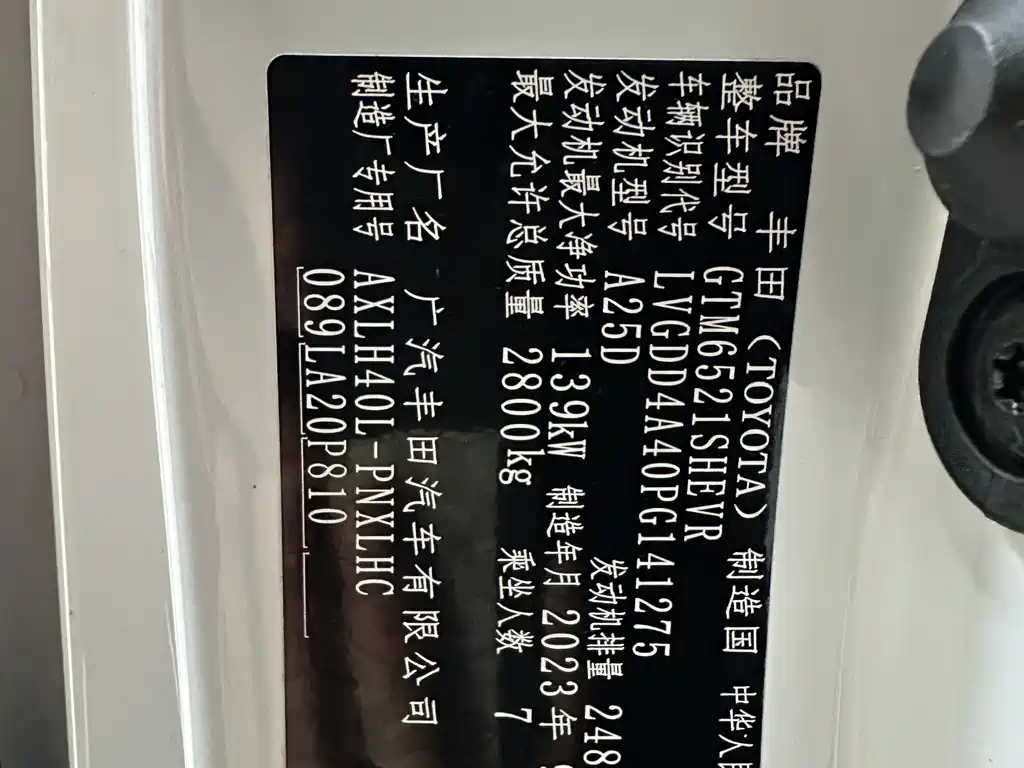 品牌 丰田（TOYOTA） 制造国 中华人
整车型号 GTM6521SHEVR
车辆识别代号 LVGDD4A40PG141275
发动机型号 A25D 发动机排量 248
发动机最大净功率 139kW 制造年月 2023年
最大允许总质量 2800kg 乘坐人数 7
生产厂名 广汽丰田汽车有限公司
制造厂专用号 AXLH40L-PNXLHC
089LA20P810